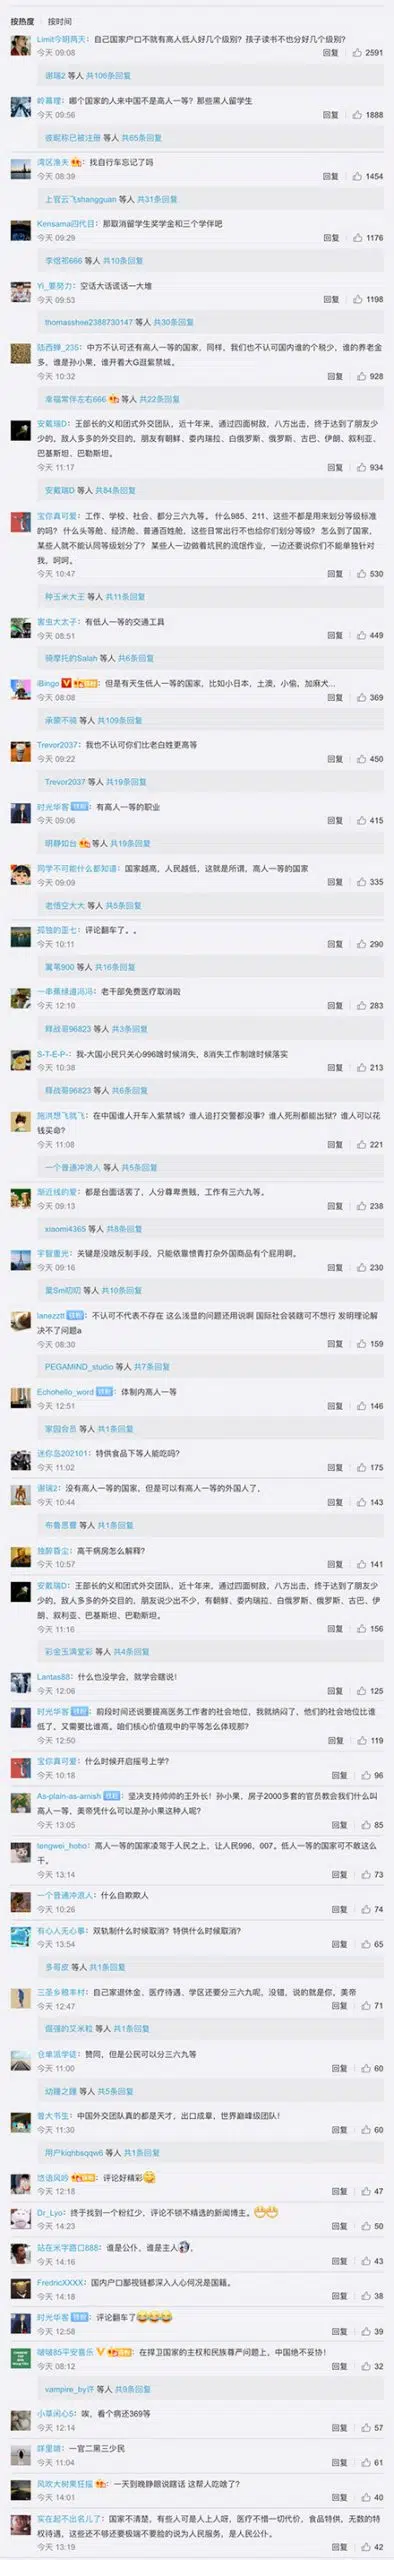 按热度 按时间
Limit今明两天：自己国家户口不就有高人低人好几个级别？孩子读书不也分好几个级别？
今天 09:08 回复 2591
谢瑞2 等人 共106条回复
岭幕哩：哪个国家的人来中国不是高人一等？那些黑人留学生
今天 09:56 回复 1888
彼昵称已被注册 等人 共65条回复
湾区渔夫：找自行车忘记了吗
今天 08:39 回复 1454
上官云飞shangguan 等人 共31条回复
Kensama四代目：那取消留学生奖学金和三个学伴吧
今天 09:29 回复 1176
李煜祁666 等人 共10条回复
Yi_要努力：空话大话谎话一大堆
今天 09:53 回复 1198
thomasshee2388730147 等人 共30条回复
陆西蝉_235：中方不认可还有高人一等的国家，同样，我们也不认可国内谁的个税少，谁的养老金
多，谁是孙小果，谁开着大G逛紫禁城。
今天 10:32 回复 928
幸福常伴左右666 等人 共22条回复
安戴瑞D：王部长的义和团式外交团队，近十年来，通过四面树敌，八方出击，终于达到了朋友少
少的，敌人多多的外交目的，朋友有朝鲜、委内瑞拉、白俄罗斯、俄罗斯、古巴、伊朗、叙利亚、
巴基斯坦、巴勒斯坦。
今天 11:17 回复 934
安戴瑞D 等人 共84条回复
宝你真可爱：工作、学校、社会、都分三六九等。什么985、211、这些不都是用来划分等级标准
的吗？ 什么头等舱、经济舱、普通百姓舱，这些日常出行不也给你们划分等级？ 怎么到了国家，
某些人就不能认同等级划分了？ 某些人一边做着坑民的流氓作业，一边还要说你们不能单独针对
我，呵呵。
今天 10:47 回复 530
种玉米大王 等人 共11条回复
害虫大太子：有低人一等的交通工具
今天 08:51 回复 449
骑摩托的Salah 等人 共6条回复
iBingo：但是有天生低人一等的国家，比如小日本，土澳，小偷，加麻犬...
今天 08:08 回复 369
承蒙不弱 等人 共109条回复
Trevor2037：我也不认可你们比老白姓更高等
今天 09:22 回复 450
Trevor2037 等人 共19条回复
时光华客：有高人一等的职业
今天 09:06 回复 415
明静如台 等人 共19条回复
同学不可能什么都知道：国家越高，人民越低，这就是所谓，高人一等的国家
今天 09:09 回复 335
老悟空大大 等人 共5条回复
孤独的歪七：评论翻车了。。
今天 10:11 回复 290
篱苇900 等人 共16条回复
一串蕉绿道冯冯：老干部免费医疗取消啦
今天 12:10 回复 283
释战哥96823 等人 共3条回复
S-T-E-P-：我-大国小民只关心996啥时候消失，8消失工作制啥时候落实
今天 10:38 回复 213
释战哥96823 等人 共6条回复
施洪想飞就飞：在中国谁人开车入紫禁城？谁人追打交警都没事？谁人死刑都能出狱？谁人可以花
钱买命？
今天 11:08 回复 221
一个普通冲浪人 等人 共5条回复
渐近线的爱：都是台面话罢了，人分尊卑贵贱，工作有三六九等。
今天 09:13 回复 238
xiaomi4365 等人 共8条回复
宇智重光：关键是没啥反制手段，只能依靠愤青打杂外国商品有个屁用啊。
今天 09:16 回复 230
葉Sm叨叨 等人 共10条回复
lanezztt：不认可不代表不存在 这么浅显的问题还用说啊 国际社会装瞎可不想行 发明理论解
决不了问题a
今天 08:30 回复 159
PEGAMIND_studio 等人 共7条回复
Echohello_word：体制内高人一等
今天 12:51 回复 146
家园会员 等人 共1条回复
迷你岛202101：特供食品下等人能吃吗？
今天 11:02 回复 175
谢瑞2：没有高人一等的国家，但是可以有高人一等的外国人了，
今天 10:44 回复 143
布鲁思曹 等人 共1条回复
独醉昏尘：高干病房怎么解释？
今天 10:57 回复 141
安戴瑞D：王部长的义和团式外交团队，近十年来，通过四面树敌，八方出击，终于达到了朋友少
少的，敌人多多的外交目的，朋友说少出不少，有朝鲜、委内瑞拉、白俄罗斯、俄罗斯、古巴、伊
朗、叙利亚、巴基斯坦、巴勒斯坦。
今天 11:16 回复 156
彩金玉满堂彩 等人 共4条回复
Lantas88：什么也没学会，就学会瞎说！
今天 12:06 回复 125
时光华客：前段时间还说要提高医务工作者的社会地位，我就纳闷了，他们的社会地位比谁
低了，又需要比谁高。咱们核心价值观中的平等怎么体现那？
今天 12:50 回复 119
宝你真可爱：什么时候开启摇号上学？
今天 10:18 回复 96
As-plain-as-amish：坚决支持帅帅的王外长！孙小果，房子2000多套的官员教会我们什么叫
高人一等，美帝凭什么可以是孙小果这种人呢？
今天 13:05 回复 85
tongwei_hoho：高人一等的国家凌驾于人民之上，让人民996，007。低人一等的国家可不敢这么
干。
今天 13:14 回复 73
一个普通冲浪人：什么自欺欺人
今天 10:26 回复 74
有心人无心事：双轨制什么时候取消？特供什么时候取消？
今天 13:54 回复 65
多哥皮 等人 共1条回复
三圣乡粮丰村：自己家退休金、医疗待遇、学区还要分三六九呢，没错，说的就是你，美帝
今天 12:47 回复 71
倔强的艾米粒 等人 共1条回复
仓单派学徒：赞同，但是公民可以分三六九等
今天 11:00 回复 60
幼瞳之瞳 等人 共5条回复
曾大书生：中国外交团队真的都是天才，出口成章，世界巅峰级团队！
今天 11:30 回复 60
用户kiqhbsqqw6 等人 共1条回复
悠语风吟：评论好精彩
今天 12:18 回复 47
Dr_Lyo：终于找到一个粉红少，评论不锁不精选的新闻博主。
今天 14:23 回复 50
站在米字路口888：谁是公仆，谁是主人，
今天 14:16 回复 43
FredricXXXX：国内户口鄙视链都深入人心何况是国籍。
今天 14:18 回复 38
时光华客：评论翻车了
今天 12:58 回复 39
啵啵85平安喜乐：在捍卫国家的主权和民族尊严问题上，中国绝不妥协！
今天 08:12 回复 32
vampire_by许 等人 共9条回复
小草闲心5：唉，看个病还369等
今天 12:14 回复 57
咩里哨：一官二黑三少民
今天 11:04 回复 61
风吹大树果狂摇：一天到晚睁眼说瞎话 这帮人吃啥了？
今天 14:01 回复 40
实在起不出名儿了：国家不清楚，有些人可是人上人呀，医疗不惜一切代价，食品特供，无数的特
权待遇，这些还不够还要极端不要脸的说为人民服务，是人民公仆。
今天 13:19 回复 42